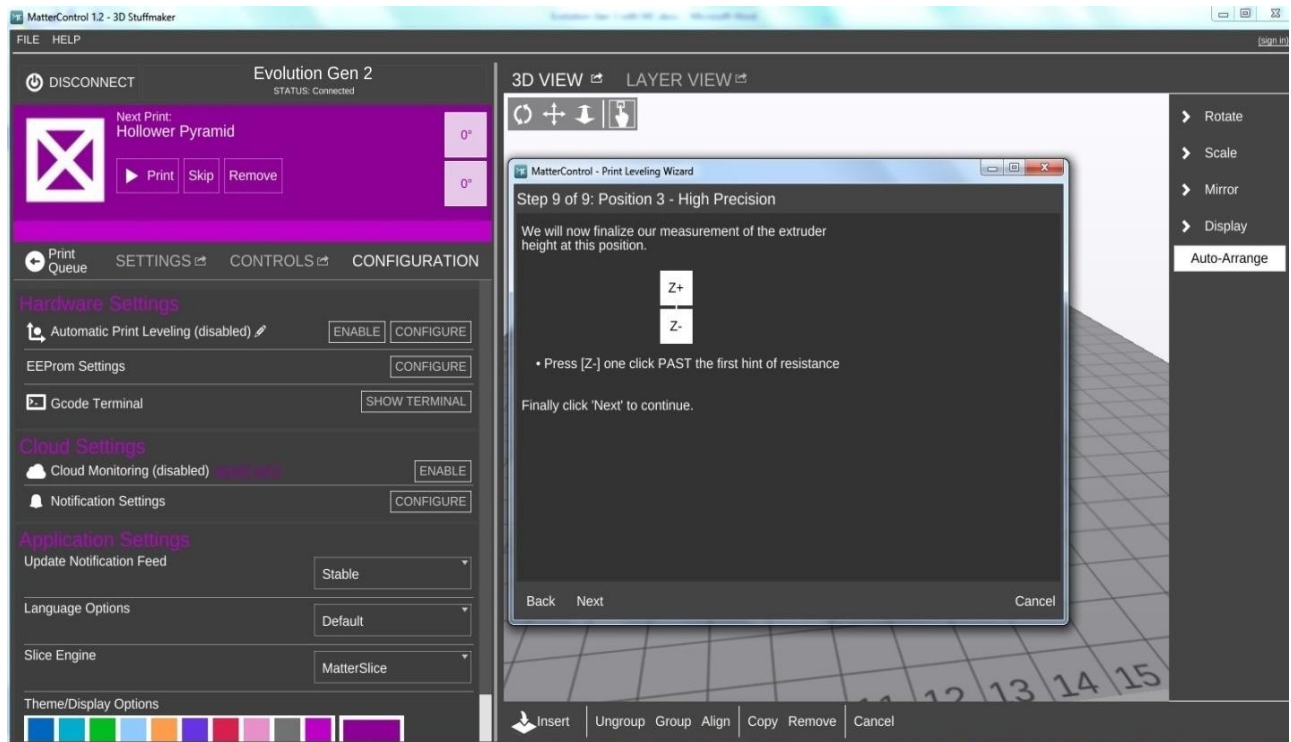 MatterControl 1.2 - 3D Stuffmaker
FILE HELP
(sign in)
DISCONNECT
Evolution Gen 2
STATUS: Connected
Next Print:
Hollower Pyramid
Print Skip Remove
0°
0°
Print
Queue
SETTINGS CONTROLS CONFIGURATION
Hardware Settings
Automatic Print Leveling (disabled) ENABLE CONFIGURE
EEProm Settings CONFIGURE
Gcode Terminal SHOW TERMINAL
Cloud Settings
Cloud Monitoring (disabled) ENABLE
Notification Settings CONFIGURE
Application Settings
Update Notification Feed
Stable
Language Options
Default
Slice Engine
MatterSlice
Theme/Display Options
3D VIEW LAYER VIEW
MatterControl - Print Leveling Wizard
Step 9 of 9: Position 3 - High Precision
We will now finalize our measurement of the extruder
height at this position.
Z+
Z-
• Press [Z-] one click PAST the first hint of resistance
Finally click 'Next' to continue.
Back Next Cancel
12 13 14 15
Insert Ungroup Group Align Copy Remove Cancel
Rotate
Scale
Mirror
Display
Auto-Arrange